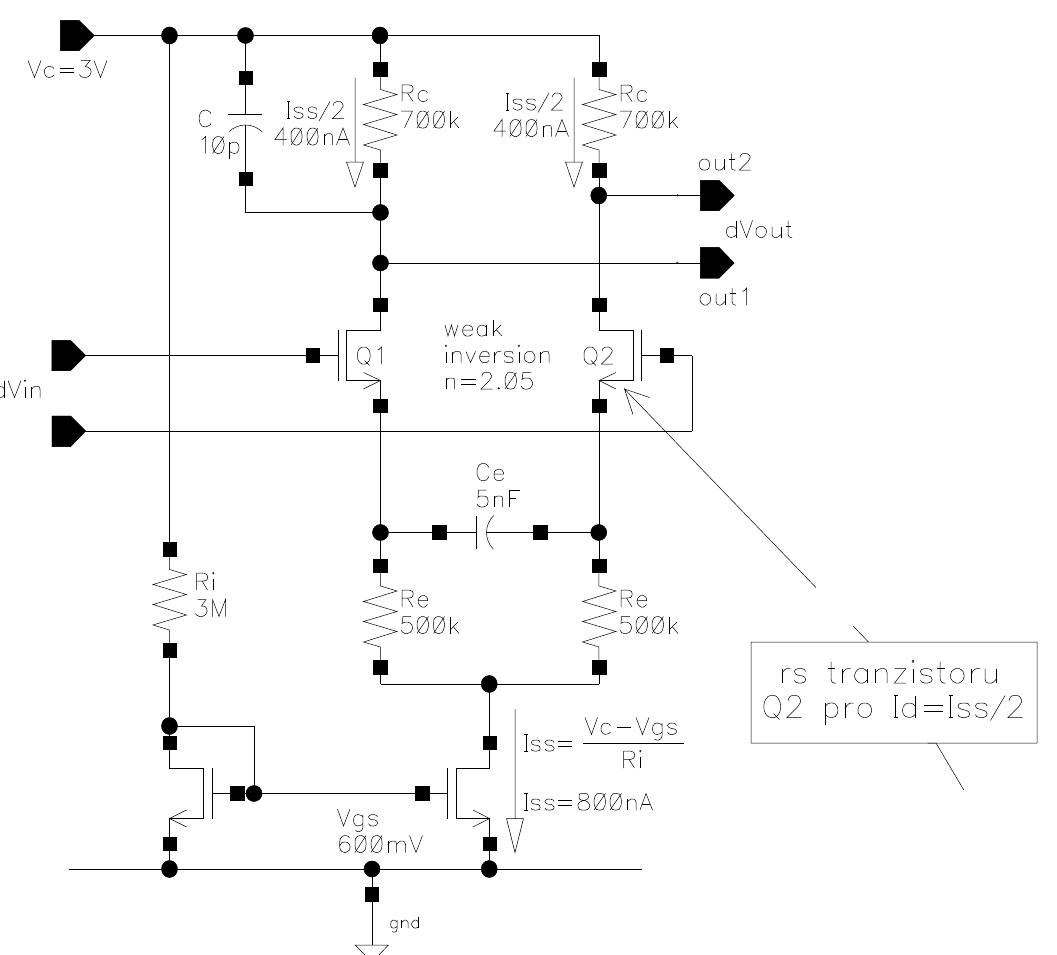 Vc=3V
C
10p
Iss/2
400nA
Rc
700k
Iss/2
400nA
Rc
700k
out2
dVout
out1
dVin
Q1
weak
inversion
n=2.05
Q2
Ce
5nF
Ri
3M
Re
500k
Re
500k
rs tranzistoru
Q2 pro Id=Iss/2
Iss= Vc-Vgs
Ri
Iss=800nA
Vgs
600mV
gnd